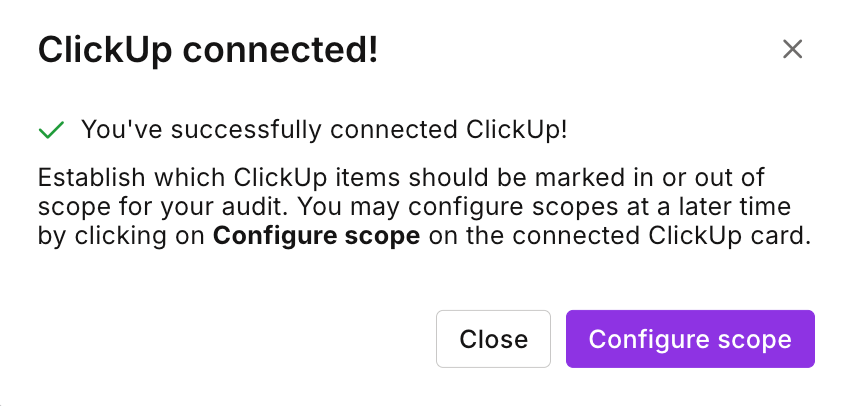 ClickUp connected!
You've successfully connected ClickUp!
Establish which ClickUp items should be marked in or out of
scope for your audit. You may configure scopes at a later time
by clicking on Configure scope on the connected ClickUp card.
Close
Configure scope